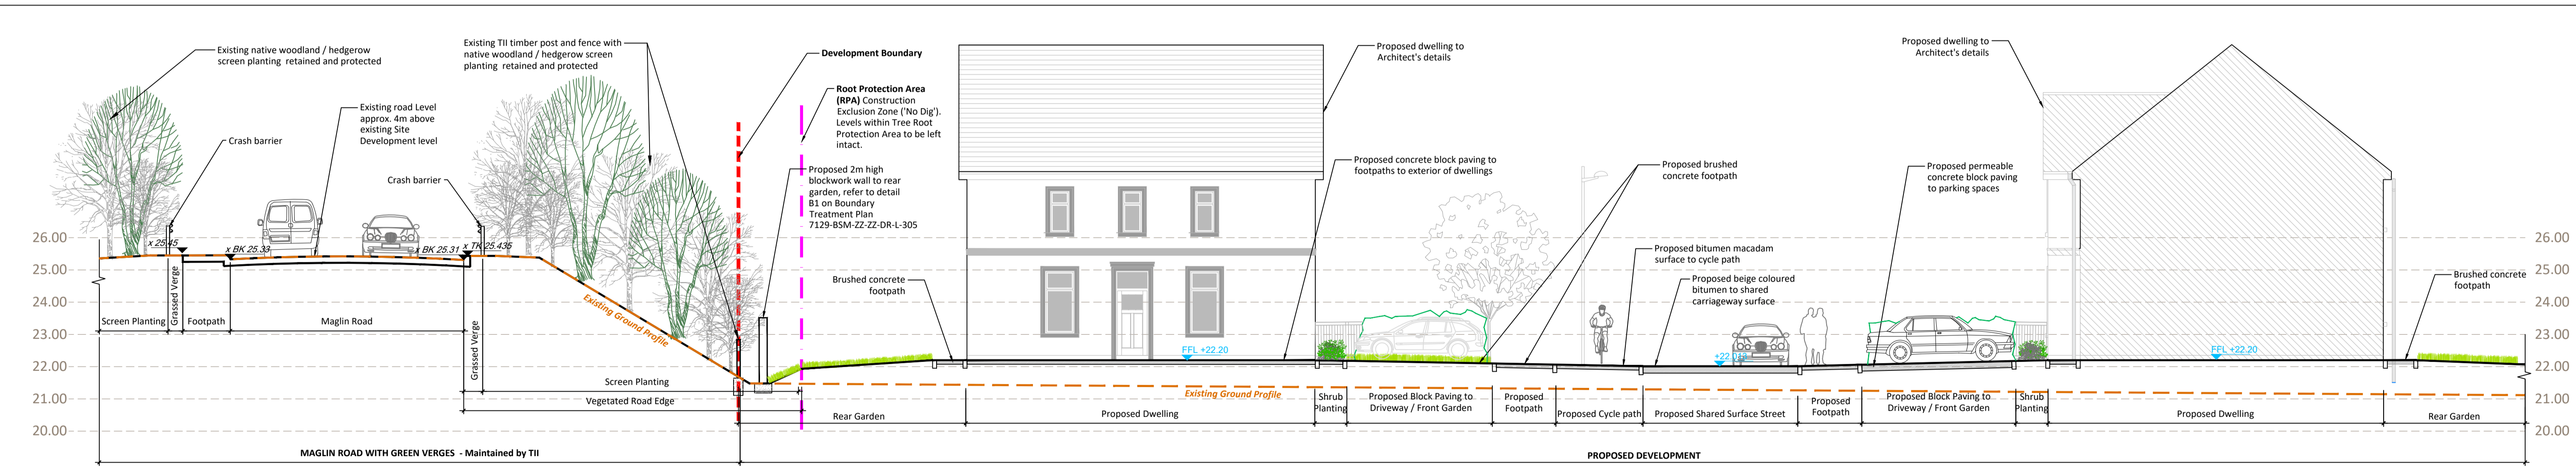 Existing native woodland / hedgerow
screen planting retained and protected
Existing TII timber post and fence with
native woodland / hedgerow screen
planting retained and protected
Development Boundary
Root Protection Area
(RPA) Construction
Exclusion Zone ('No Dig').
Levels within Tree Root
Protection Area to be left
intact.
Proposed dwelling to
Architect's details
Proposed dwelling to
Architect's details
Existing road Level
approx. 4m above
existing Site
Development level
Crash barrier
Crash barrier
Proposed 2m high
blockwork wall to rear
garden, refer to detail
B1 on Boundary
Treatment Plan
7129-BSM-ZZ-ZZ-DR-L-305
Proposed concrete block paving to
footpaths to exterior of dwellings
Proposed brushed
concrete footpath
Proposed permeable
concrete block paving
to parking spaces
Proposed bitumen macadam
surface to cycle path
Proposed beige coloured
bitumen to shared
carriageway surface
Brushed concrete
footpath
Brushed concrete
footpath
26.00
25.00
24.00
23.00
22.00
21.00
20.00
x 25.45
x BK 25.33
x BK 25.31
x TK 25.435
Existing Ground Profile
FFL +22.20
FFL +22.20
Existing Ground Profile
26.00
25.00
24.00
23.00
22.00
21.00
20.00
Screen Planting
Grassed Verge
Footpath
Maglin Road
Grassed Verge
Screen Planting
Vegetated Road Edge
Rear Garden
Proposed Dwelling
Shrub
Planting
Proposed Block Paving to
Driveway / Front Garden
Proposed
Footpath
Proposed Cycle path
Proposed Shared Surface Street
Proposed
Footpath
Proposed Block Paving to
Driveway / Front Garden
Shrub
Planting
Proposed Dwelling
Rear Garden
MAGLIN ROAD WITH GREEN VERGES - Maintained by TII
PROPOSED DEVELOPMENT